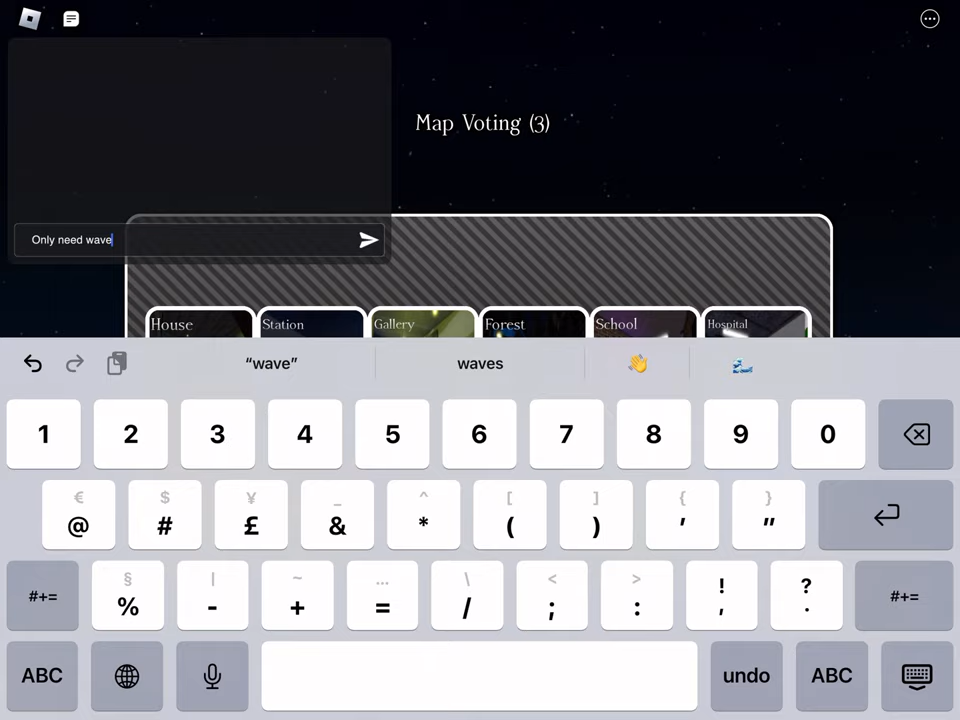 Map Voting (3)
Only need wave
House Station Gallery Forest School Hospital
“wave” waves 👋 🌊
1 2 3 4 5 6 7 8 9 0
€ $ ¥ _ ^ [ ] { }
@ # £ & * ( ) ' "
§ | ~ … \ < > ! ?
#+= % - + = / ; : , . #+=
ABC undo ABC